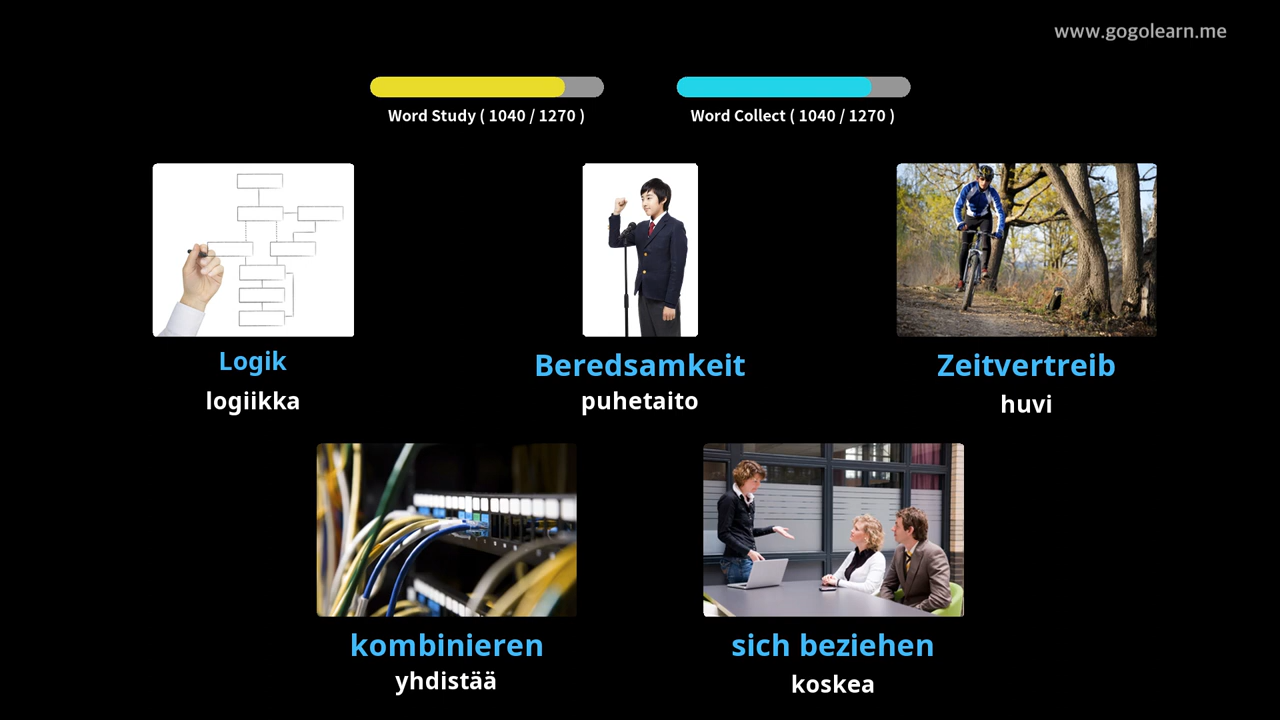 www.gogolearn.me
Word Study ( 1040 / 1270 )
Word Collect ( 1040 / 1270 )
Logik
logiikka
Beredsamkeit
puhetaito
Zeitvertreib
huvi
kombinieren
yhdistää
sich beziehen
koskea